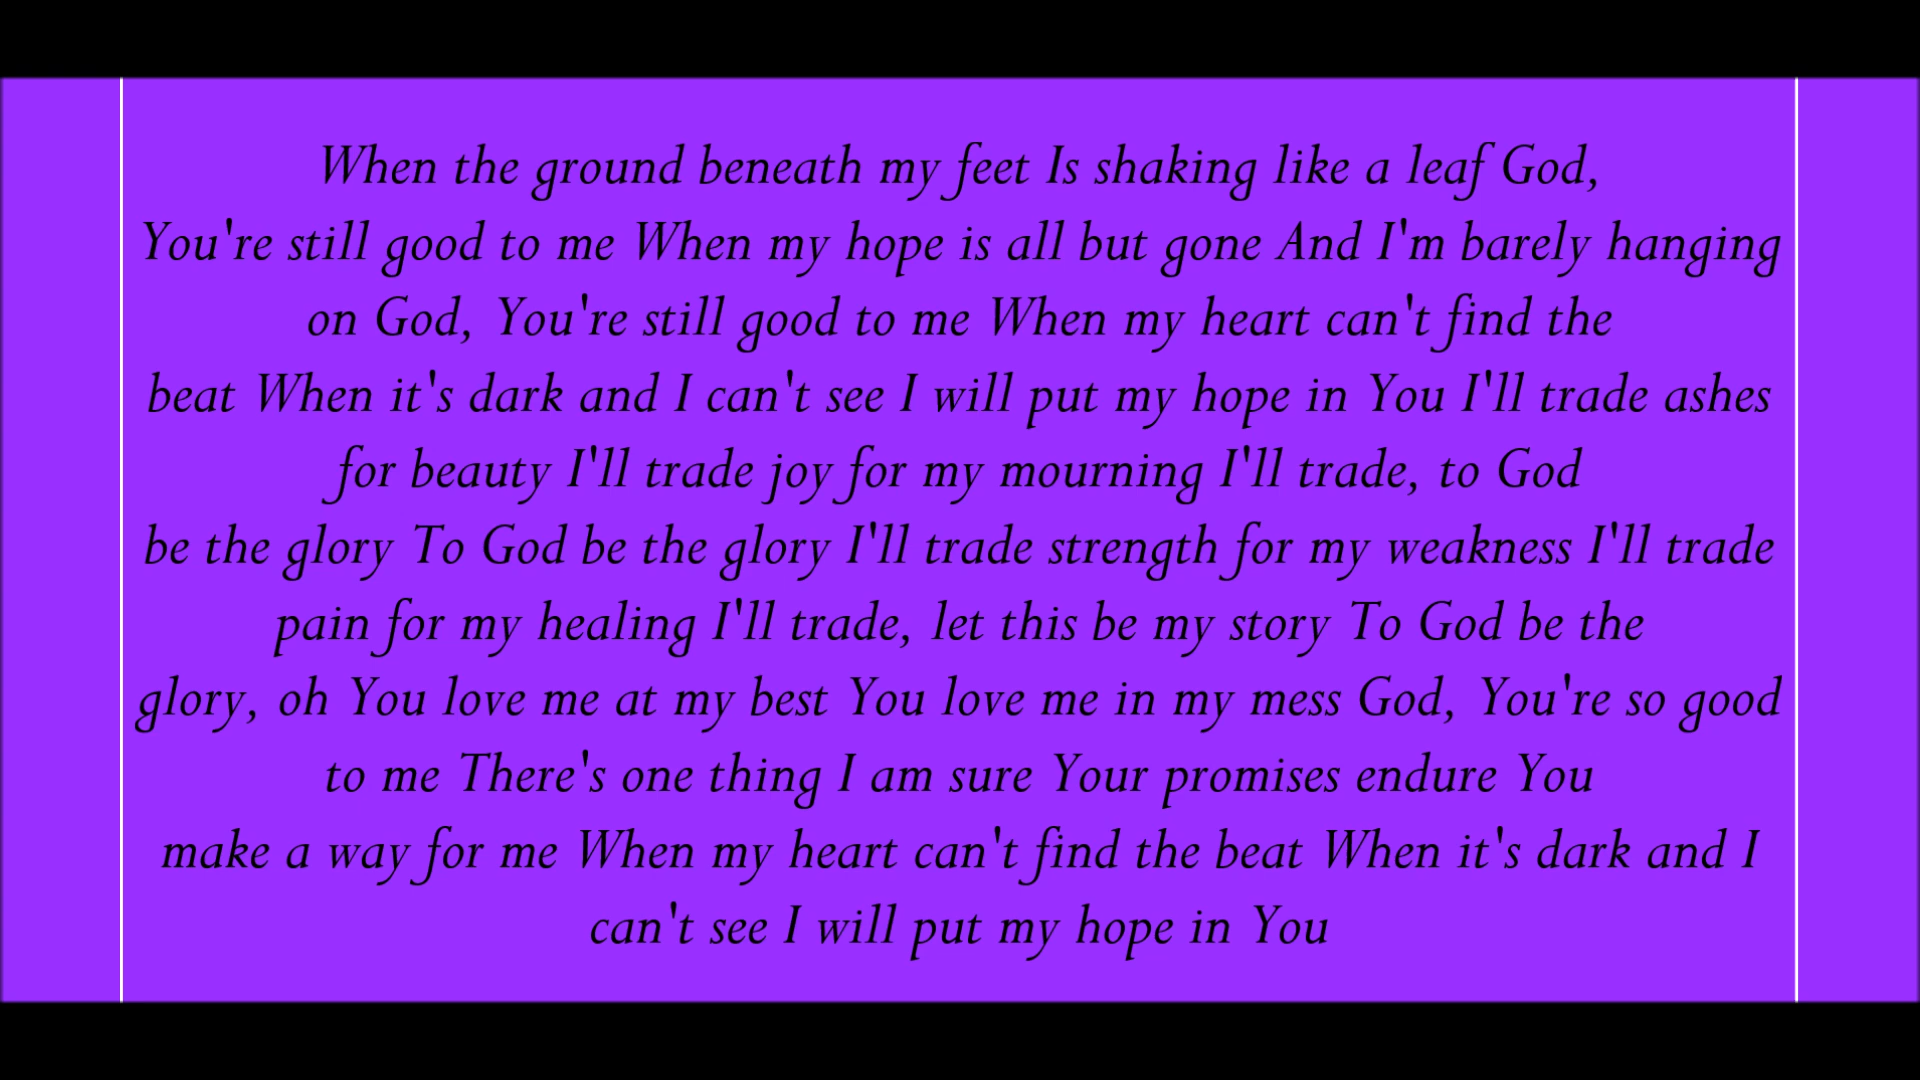 When the ground beneath my feet Is shaking like a leaf God,
You're still good to me When my hope is all but gone And I'm barely hanging
on God, You're still good to me When my heart can't find the
beat When it's dark and I can't see I will put my hope in You I'll trade ashes
for beauty I'll trade joy for my mourning I'll trade, to God
be the glory To God be the glory I'll trade strength for my weakness I'll trade
pain for my healing I'll trade, let this be my story To God be the
glory, oh You love me at my best You love me in my mess God, You're so good
to me There's one thing I am sure Your promises endure You
make a way for me When my heart can't find the beat When it's dark and I
can't see I will put my hope in You